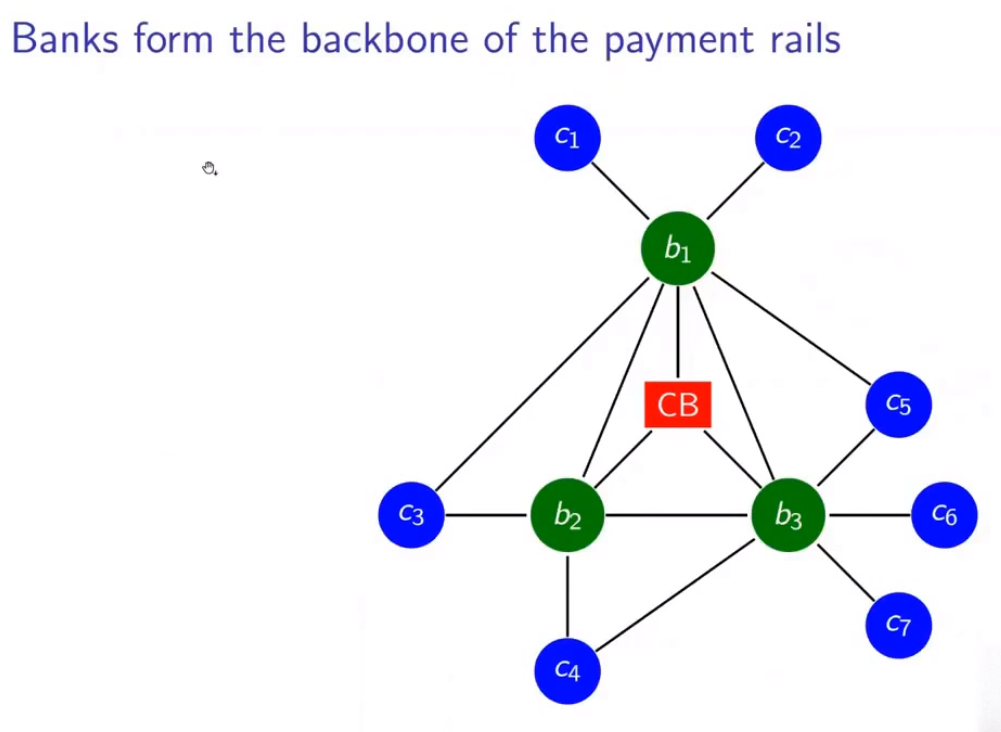 Banks form the backbone of the payment rails
c₁
c₂
b₁
CB
c₅
c₃
b₂
b₃
c₆
c₇
c₄